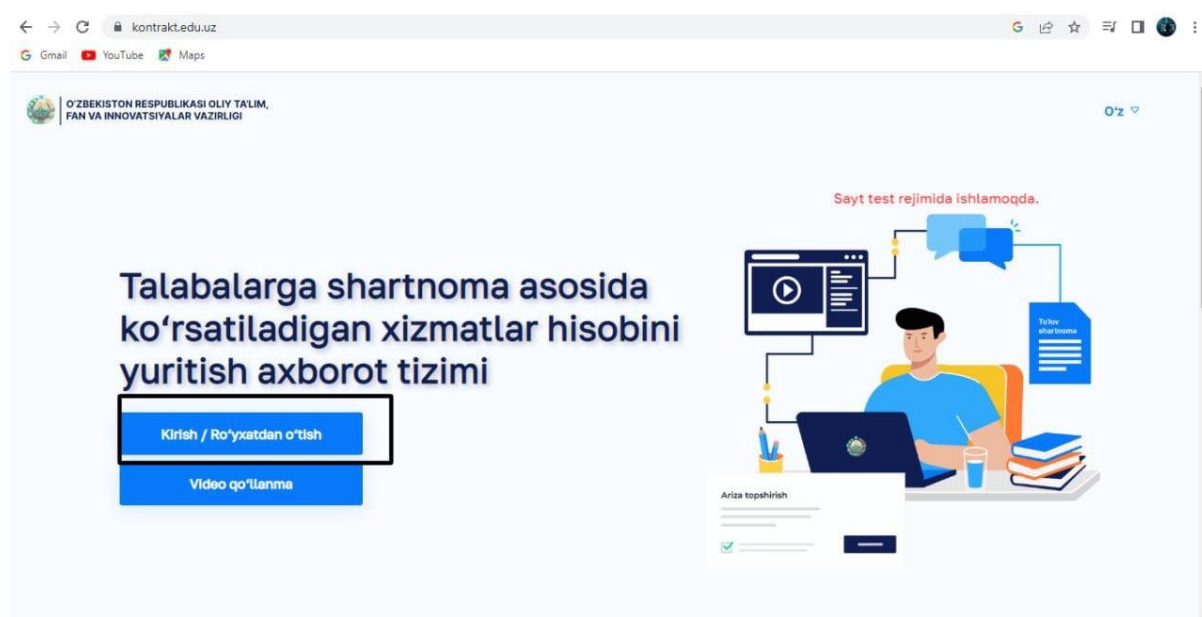 kontrakt.edu.uz
Gmail YouTube Maps
O'ZBEKISTON RESPUBLIKASI OLIY TA'LIM,
FAN VA INNOVATSIYALAR VAZIRLIGI
O'z
Sayt test rejimida ishlamoqda.
Talabalarga shartnoma asosida
ko‘rsatiladigan xizmatlar hisobini
yuritish axborot tizimi
To'lov
shartnoma
Kirish / Ro‘yxatdan o‘tish
Video qo‘llanma
Ariza topshirish